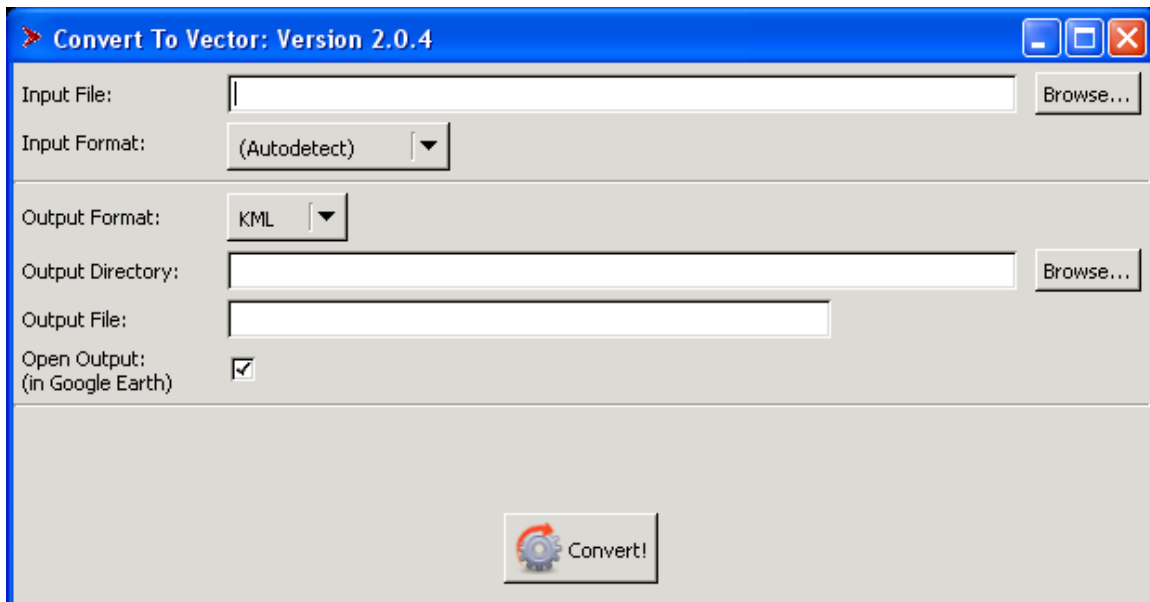 Convert To Vector: Version 2.0.4
Input File:
Browse...
Input Format:
(Autodetect)
Output Format:
KML
Output Directory:
Browse...
Output File:
Open Output:
(in Google Earth)
Convert!